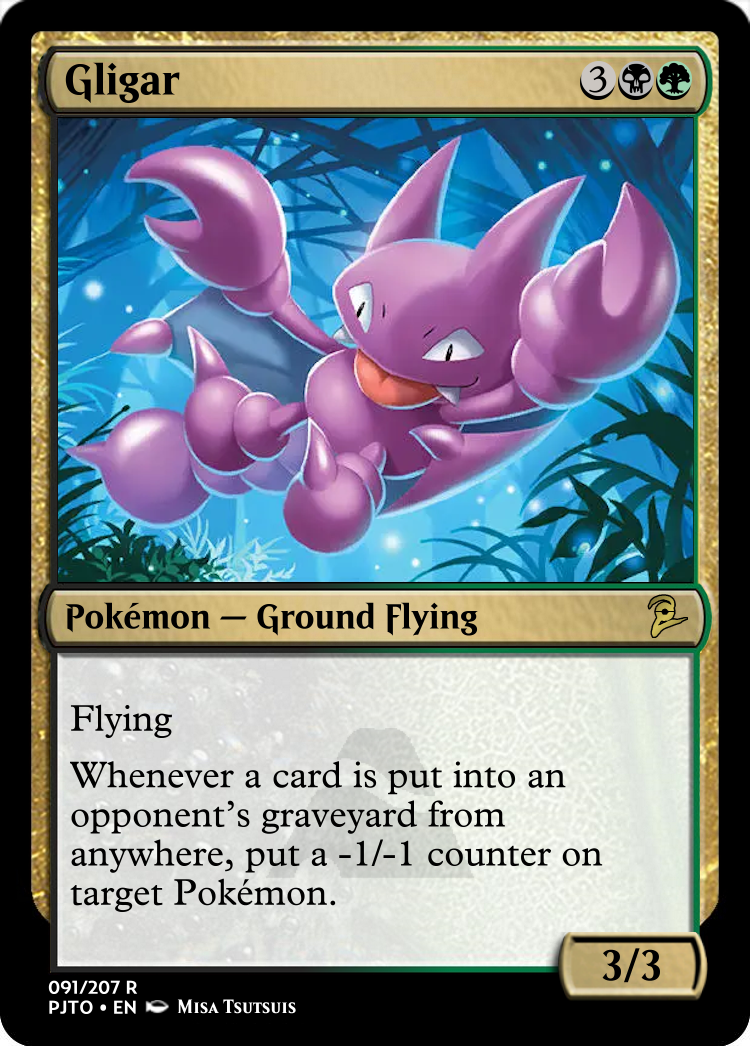 Gligar 3
Pokémon — Ground Flying
Flying
Whenever a card is put into an
opponent's graveyard from
anywhere, put a -1/-1 counter on
target Pokémon.
3/3
091/207 R
PJTO • EN Misa Tsutsuis